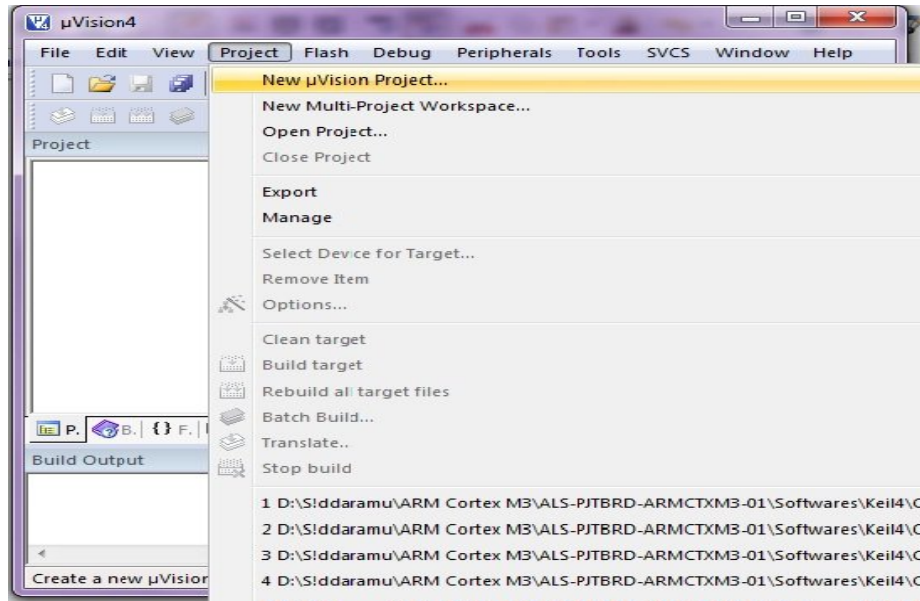 µVision4
File Edit View Project Flash Debug Peripherals Tools SVCS Window Help
New µVision Project...
New Multi-Project Workspace...
Open Project...
Close Project
Project
Export
Manage
Select Device for Target...
Remove Item
Options...
Clean target
Build target
Rebuild all target files
Batch Build...
Translate..
Stop build
P. B. {} F.
Build Output
1 D:\S!ddaramu\ARM Cortex M3\ALS-PJTBRD-ARMCTXM3-01\Softwares\Keil4\
2 D:\S!ddaramu\ARM Cortex M3\ALS-PJTBRD-ARMCTXM3-01\Softwares\Keil4\
3 D:\S!ddaramu\ARM Cortex M3\ALS-PJTBRD-ARMCTXM3-01\Softwares\Keil4\
4 D:\S!ddaramu\ARM Cortex M3\ALS-PJTBRD-ARMCTXM3-01\Softwares\Keil4\
Create a new µVision